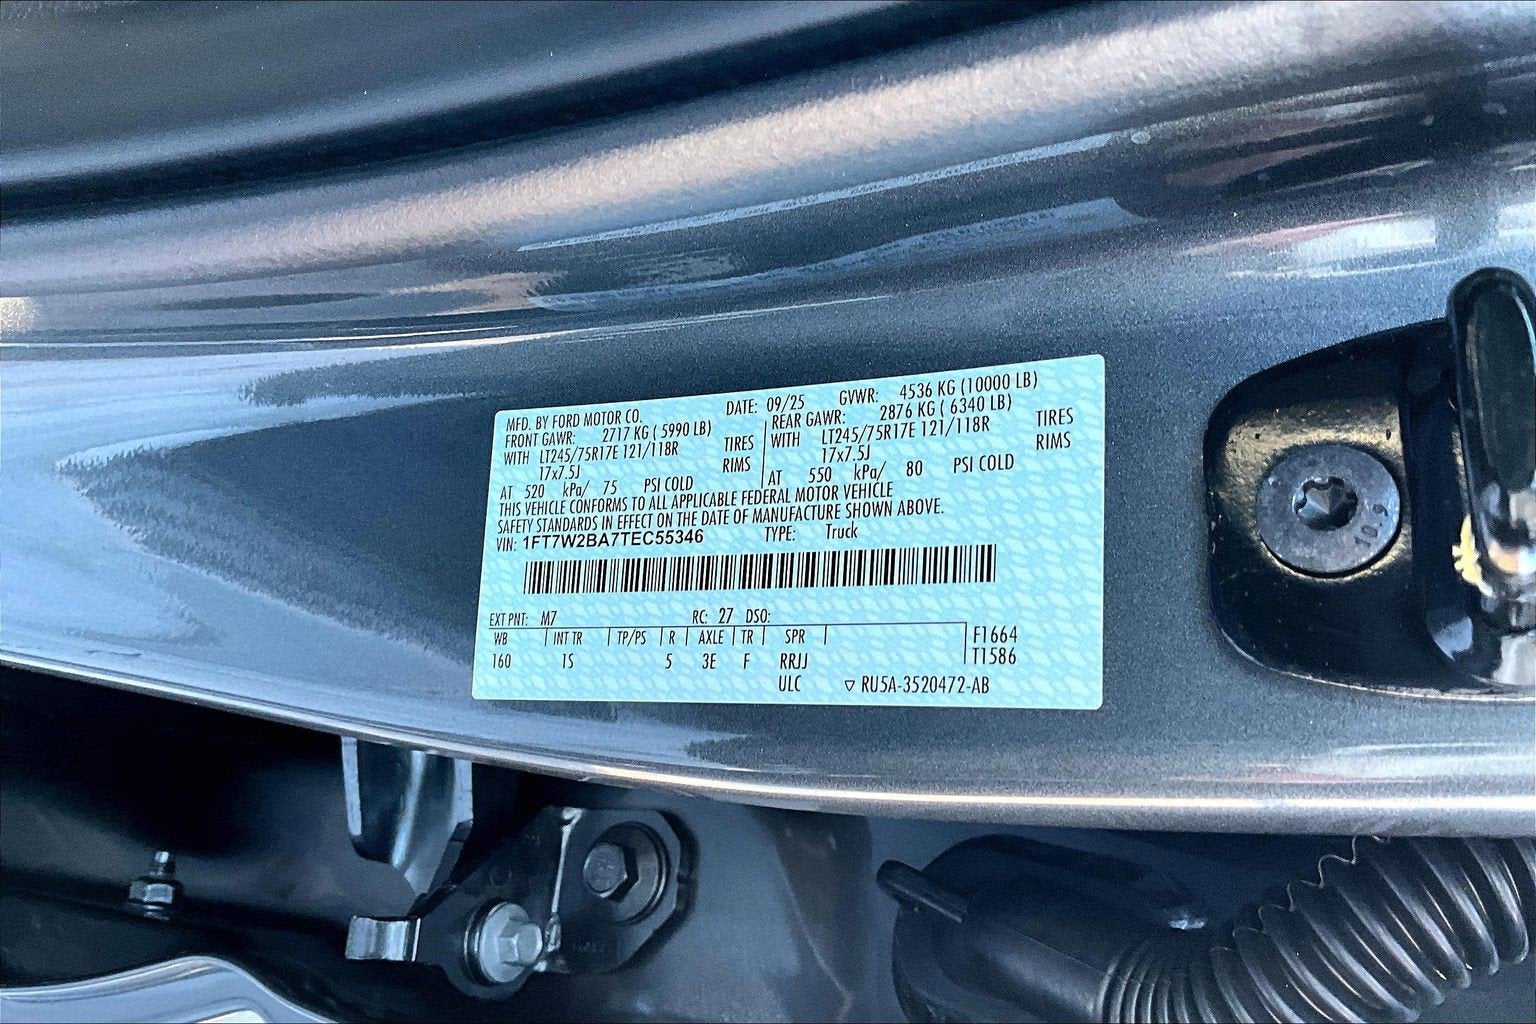 MFD. BY FORD MOTOR CO. DATE: 09/25 GVWR: 4536 KG (10000 LB)
FRONT GAWR: 2717 KG ( 5990 LB) REAR GAWR: 2876 KG ( 6340 LB)
WITH LT245/75R17E 121/118R TIRES WITH LT245/75R17E 121/118R TIRES
17x7.5J RIMS 17x7.5J RIMS
AT 520 kPa/ 75 PSI COLD AT 550 kPa/ 80 PSI COLD
THIS VEHICLE CONFORMS TO ALL APPLICABLE FEDERAL MOTOR VEHICLE
SAFETY STANDARDS IN EFFECT ON THE DATE OF MANUFACTURE SHOWN ABOVE.
VIN: 1FT7W2BA7TEC55346 TYPE: Truck
EXT PNT: M7 RC: 27 DSO:
WB INT TR TP/PS R AXLE TR SPR F1664
160 1S 5 3E F RRJJ T1586
ULC ▽ RU5A-3520472-AB
10.9